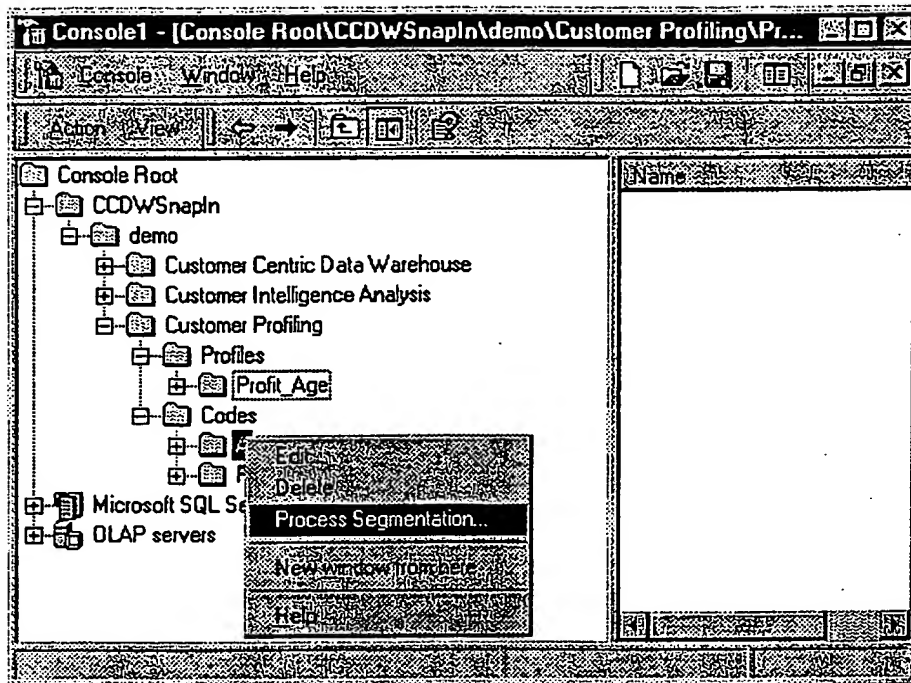 Console1 - [Console Root\CCDWSnapIn\demo\Customer Profiling\Pr...
Console Window Help
Action View
Console Root
CCDWSnapIn
demo
Customer Centric Data Warehouse
Customer Intelligence Analysis
Customer Profiling
Profiles
Profit_Age
Codes
Microsoft SQL Se
OLAP servers
Edit
Delete
Process Segmentation...
New window from here
Help
Name